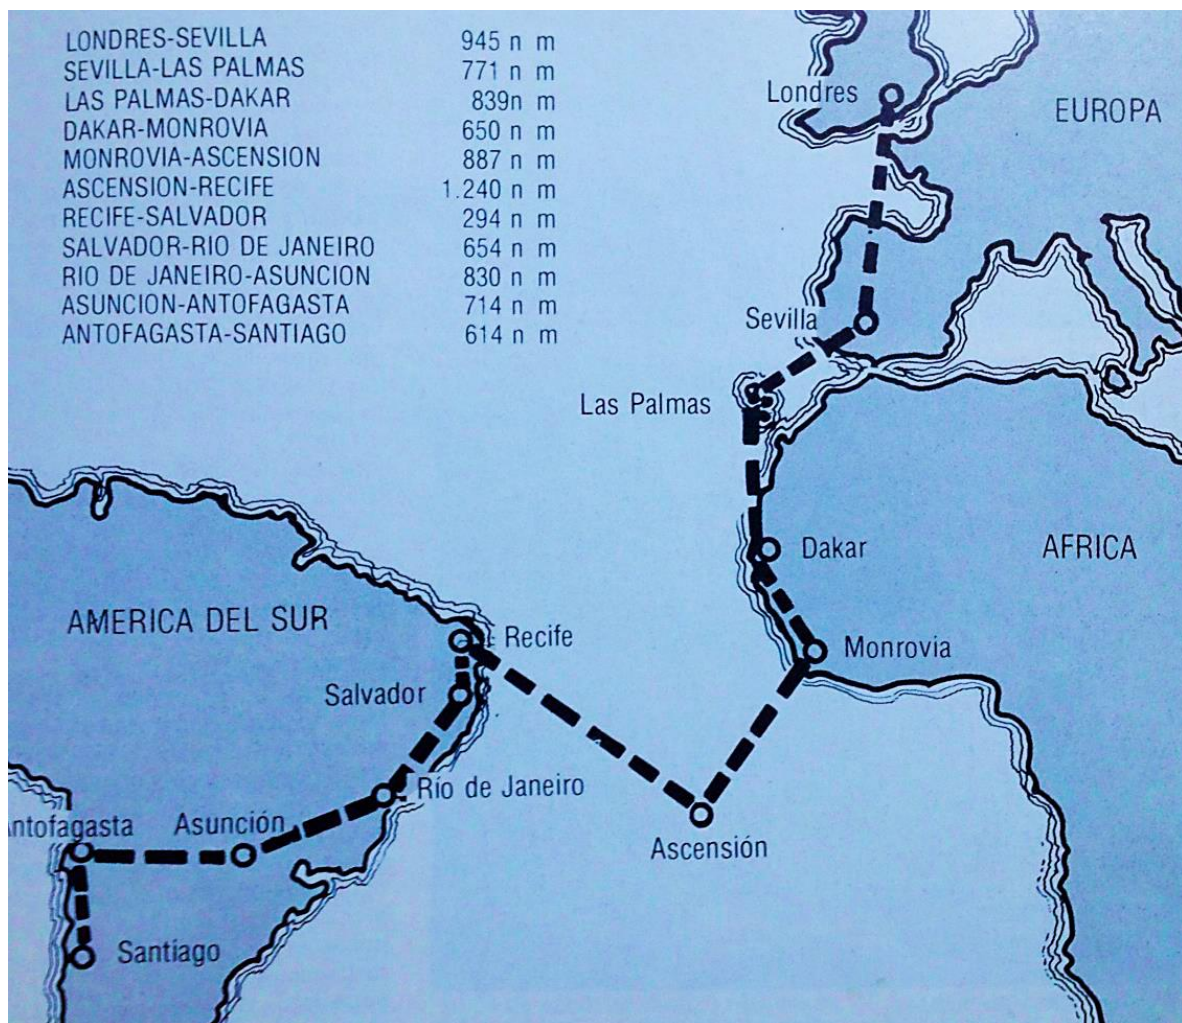 LONDRES-SEVILLA 945 n m
SEVILLA-LAS PALMAS 771 n m
LAS PALMAS-DAKAR 839n m
DAKAR-MONROVIA 650 n m
MONROVIA-ASCENSION 887 n m
ASCENSION-RECIFE 1.240 n m
RECIFE-SALVADOR 294 n m
SALVADOR-RIO DE JANEIRO 654 n m
RIO DE JANEIRO-ASUNCION 830 n m
ASUNCION-ANTOFAGASTA 714 n m
ANTOFAGASTA-SANTIAGO 614 n m
Londres
EUROPA
Sevilla
Las Palmas
Dakar
AFRICA
AMERICA DEL SUR
Recife
Monrovia
Salvador
Río de Janeiro
ntofagasta
Asunción
Ascensión
Santiago